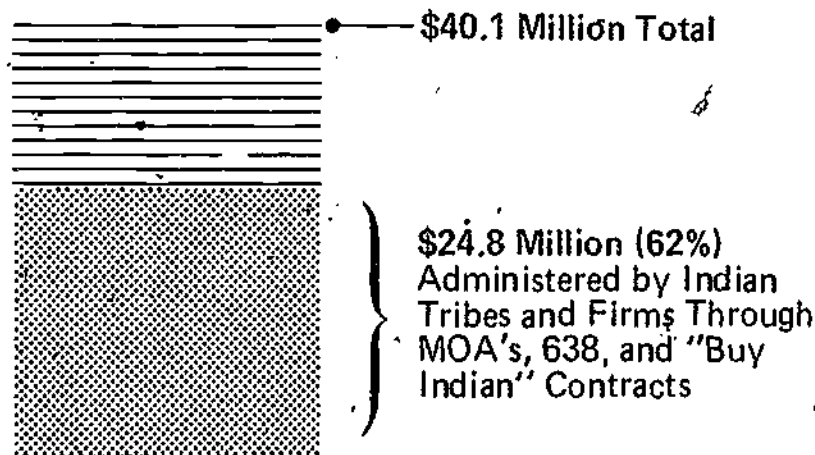 $40.1 Million Total
$24.8 Million (62%)
Administered by Indian
Tribes and Firms Through
MOA's, 638, and "Buy
Indian" Contracts